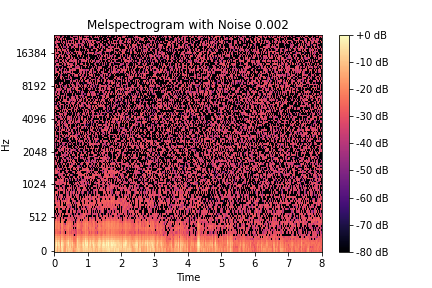 Melspectrogram with Noise 0.002
Hz
16384
8192
4096
2048
1024
512
0
0 1 2 3 4 5 6 7 8
Time
+0 dB
-10 dB
-20 dB
-30 dB
-40 dB
-50 dB
-60 dB
-70 dB
-80 dB